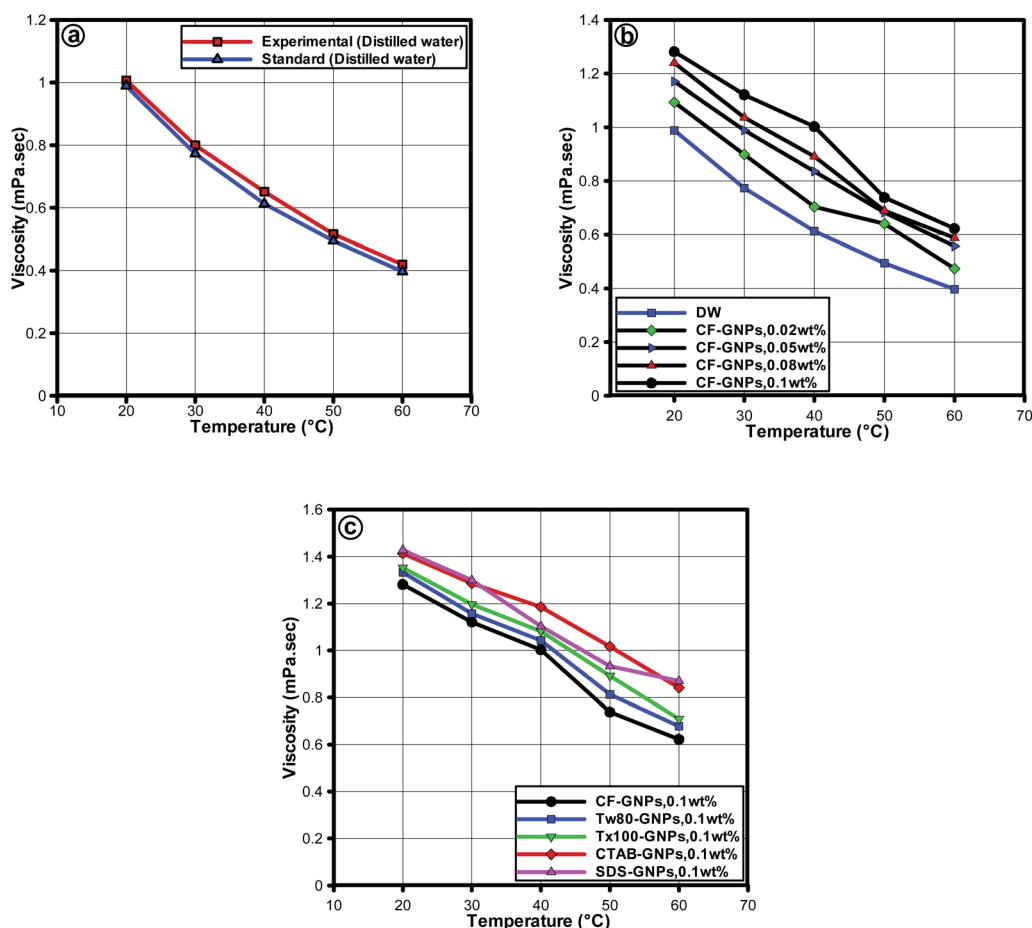 a
Experimental (Distilled water)
Standard (Distilled water)
Viscosity (mPa.sec)
1.2
1
0.8
0.6
0.4
0.2
0
10 20 30 40 50 60 70
Temperature (°C)
b
Viscosity (mPa.sec)
1.4
1.2
1
0.8
0.6
0.4
0.2
0
DW
CF-GNPs,0.02wt%
CF-GNPs,0.05wt%
CF-GNPs,0.08wt%
CF-GNPs,0.1wt%
20 30 40 50 60 70
Temperature (°C)
c
Viscosity (mPa.sec)
1.6
1.4
1.2
1
0.8
0.6
0.4
0.2
0
CF-GNPs,0.1wt%
Tw80-GNPs,0.1wt%
Tx100-GNPs,0.1wt%
CTAB-GNPs,0.1wt%
SDS-GNPs,0.1wt%
10 20 30 40 50 60 70
Temperature (°C)